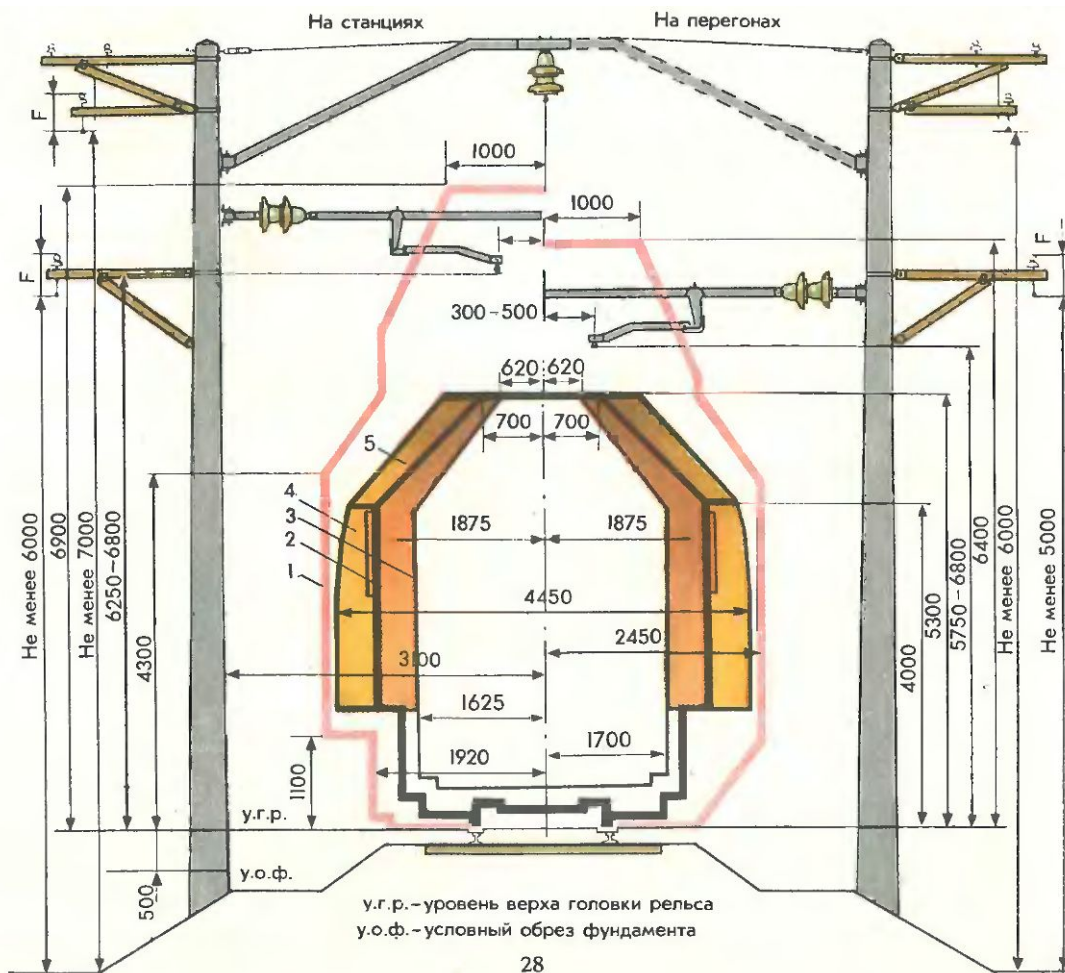 На станциях
На перегонах
1000
1000
F
F
F
300-500
620 620
700
700
5
4
3
2
1
1875
1875
4450
2450
3100
1625
1700
1920
1100
Не менее 6000
6900
Не менее 7000
6250-6800
4300
4000
5300
5750-6800
6400
Не менее 6000
Не менее 5000
у.г.р.
у.о.ф.
500
у.г.р.-уровень верха головки рельса
у.о.ф.-условный обрез фундамента
28